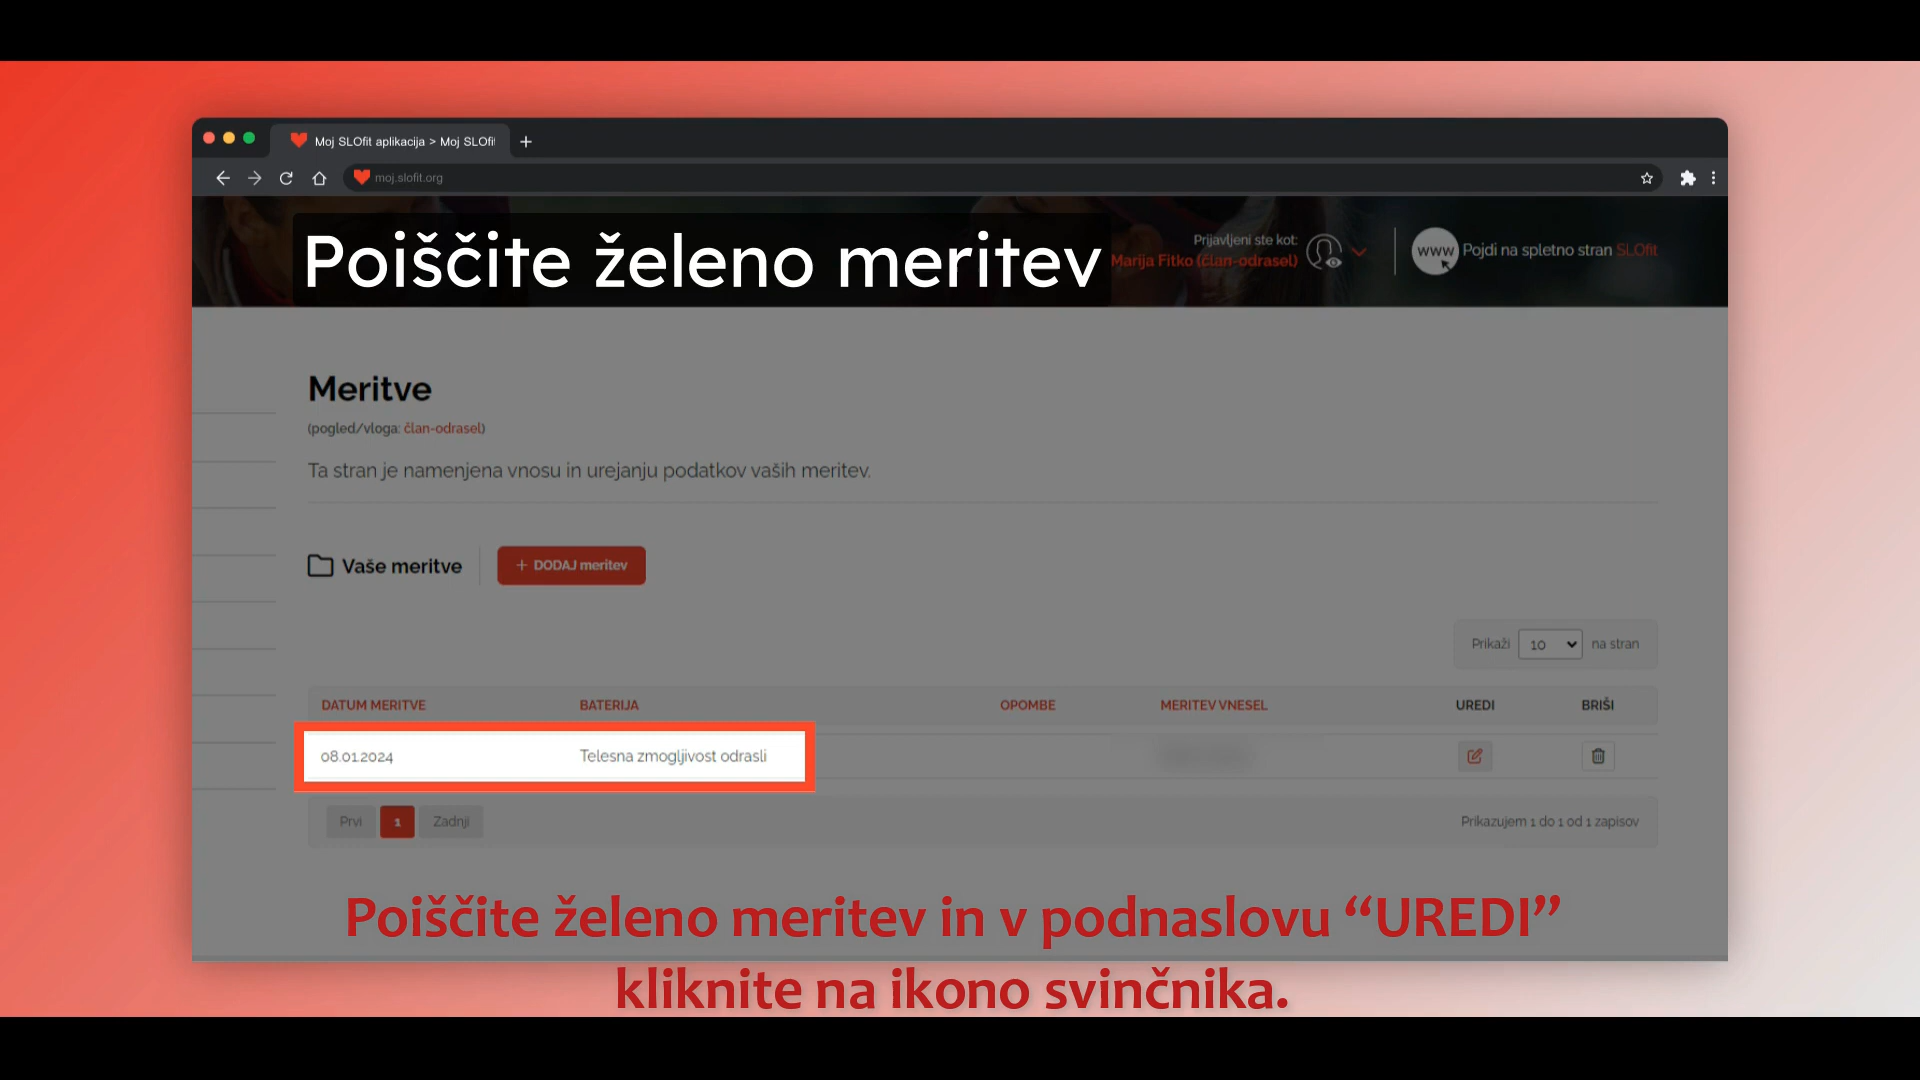 Moj SLOfit aplikacija > Moj SLOfi
moj.slofit.org
Poiščite želeno meritev
Prijavljeni ste kot:
Marija Fitko (član-odrasel)
www Pojdi na spletno stran SLOfit
Meritve
(pogled/vloga: član-odrasel)
Ta stran je namenjena vnosu in urejanju podatkov vaših meritev.
Vaše meritve
+ DODAJ meritev
Prikaži 10 na stran
DATUM MERITVE BATERIJA OPOMBE MERITEV VNESEL UREDI BRIŠI
08.01.2024 Telesna zmogljivost odrasli
Prvi 1 Zadnji
Prikazujem 1 do 1 od 1 zapisov
Poiščite želeno meritev in v podnaslovu “UREDI”
kliknite na ikono svinčnika.